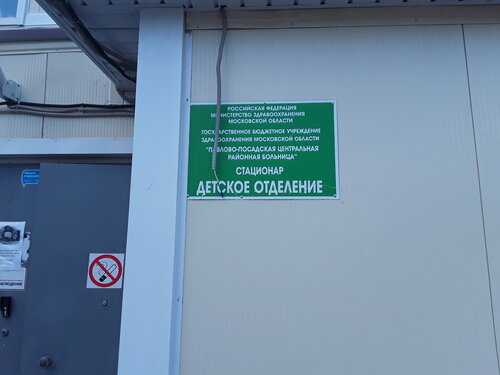 РОССИЙСКАЯ ФЕДЕРАЦИЯ
МИНИСТЕРСТВО ЗДРАВООХРАНЕНИЯ
МОСКОВСКОЙ ОБЛАСТИ
ГОСУДАРСТВЕННОЕ БЮДЖЕТНОЕ УЧРЕЖДЕНИЕ
ЗДРАВООХРАНЕНИЯ МОСКОВСКОЙ ОБЛАСТИ
"ПАВЛОВО-ПОСАДСКАЯ ЦЕНТРАЛЬНАЯ
РАЙОННАЯ БОЛЬНИЦА"
СТАЦИОНАР
ДЕТСКОЕ ОТДЕЛЕНИЕ